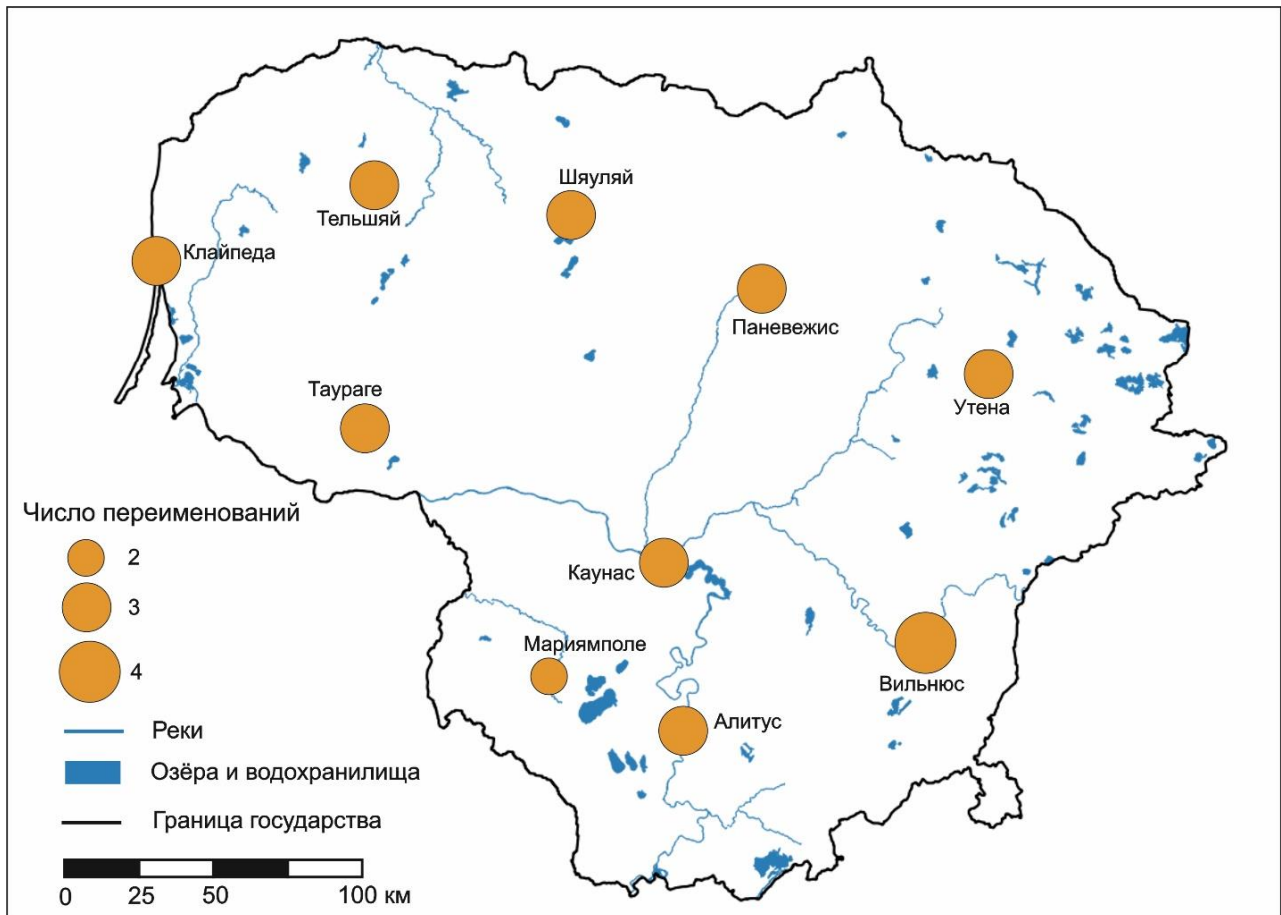 Шяуляй
Тельшяй
Клайпеда
Паневежис
Таураге
Утена
Число переименований
2
3
4
Каунас
Мариямполе
Вильнюс
Алитус
Реки
Озёра и водохранилища
Граница государства
0 25 50 100 км